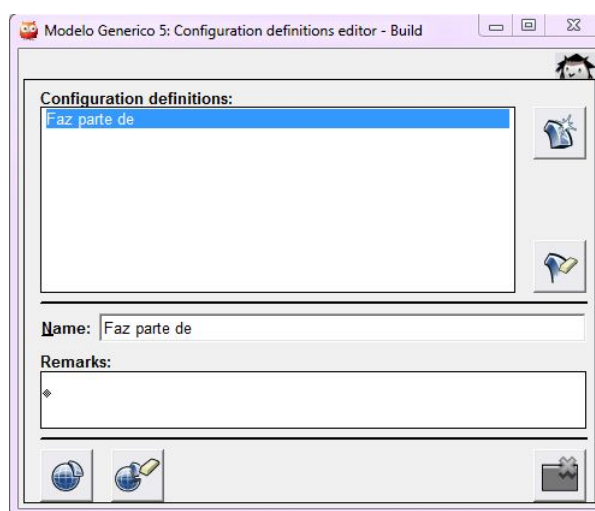 Modelo Generico 5: Configuration definitions editor - Build
Configuration definitions:
Faz parte de
Name: Faz parte de
Remarks: